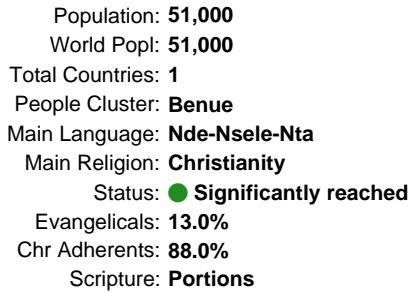 Population: 51,000
World Popl: 51,000
Total Countries: 1
People Cluster: Benue
Main Language: Nde-Nsele-Nta
Main Religion: Christianity
Status: Significantly reached
Evangelicals: 13.0%
Chr Adherents: 88.0%
Scripture: Portions